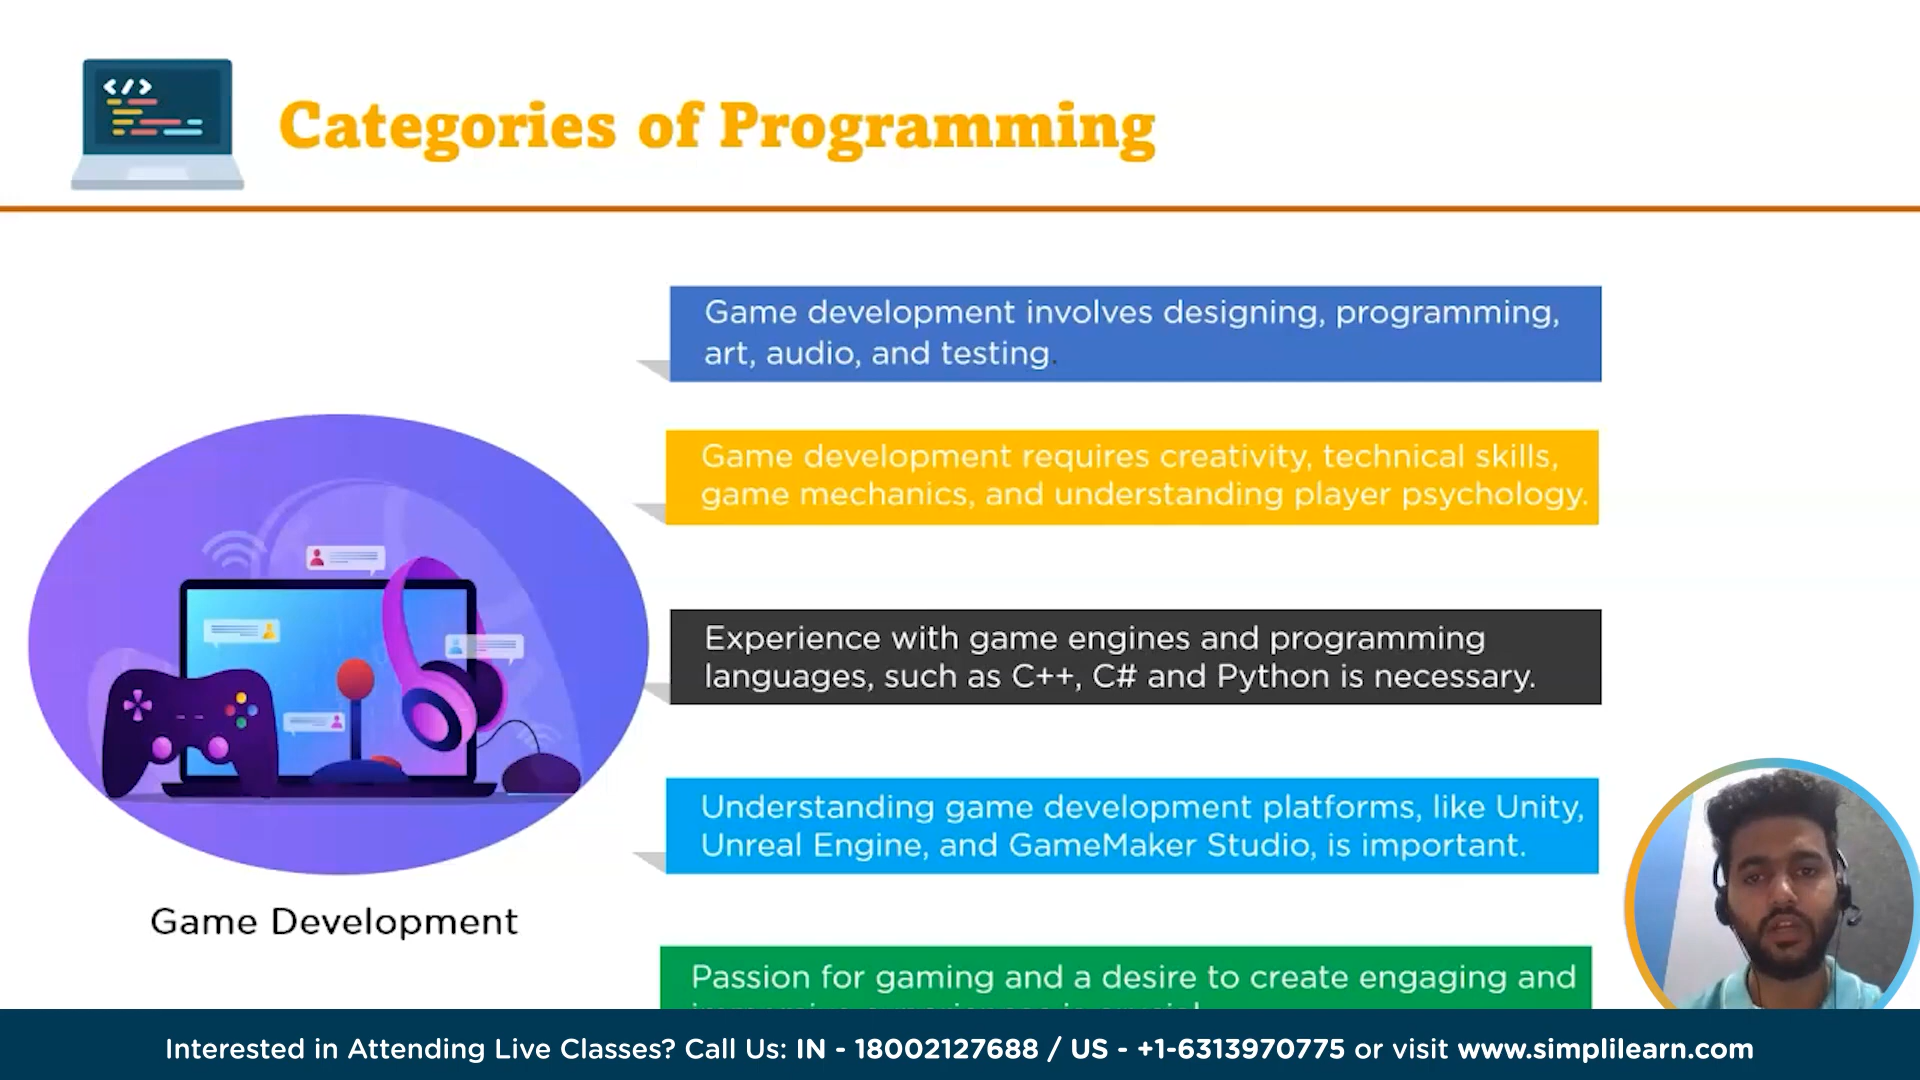 </>
Categories of Programming
Game development involves designing, programming,
art, audio, and testing.
Game development requires creativity, technical skills,
game mechanics, and understanding player psychology.
Experience with game engines and programming
languages, such as C++, C# and Python is necessary.
Understanding game development platforms, like Unity,
Unreal Engine, and GameMaker Studio, is important.
Game Development
Passion for gaming and a desire to create engaging and
Interested in Attending Live Classes? Call Us: IN - 18002127688 / US - +1-6313970775 or visit www.simplilearn.com